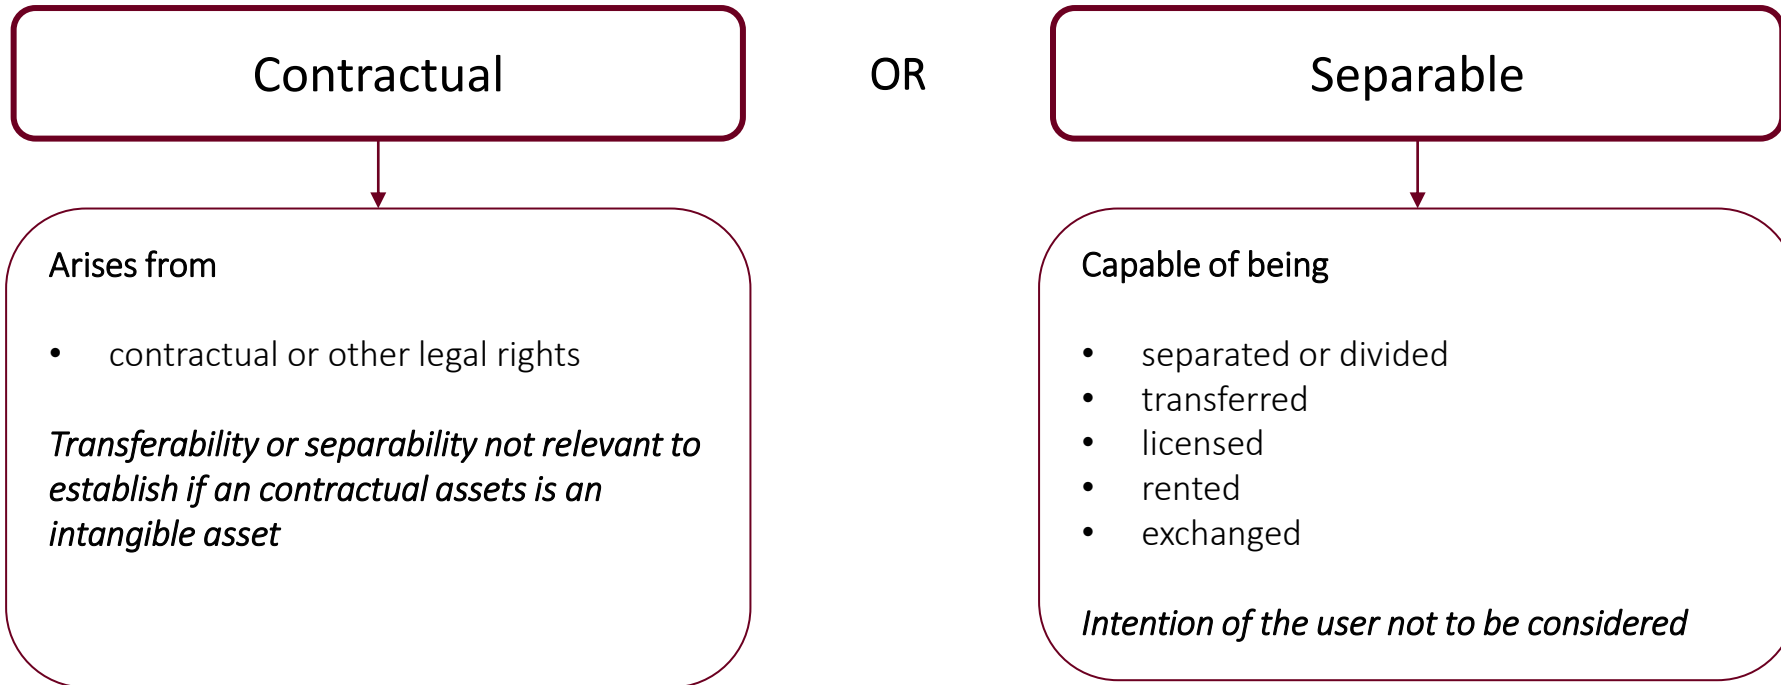 Contractual
OR
Separable
Arises from
• contractual or other legal rights
Transferability or separability not relevant to
establish if an contractual assets is an
intangible asset
Capable of being
• separated or divided
• transferred
• licensed
• rented
• exchanged
Intention of the user not to be considered